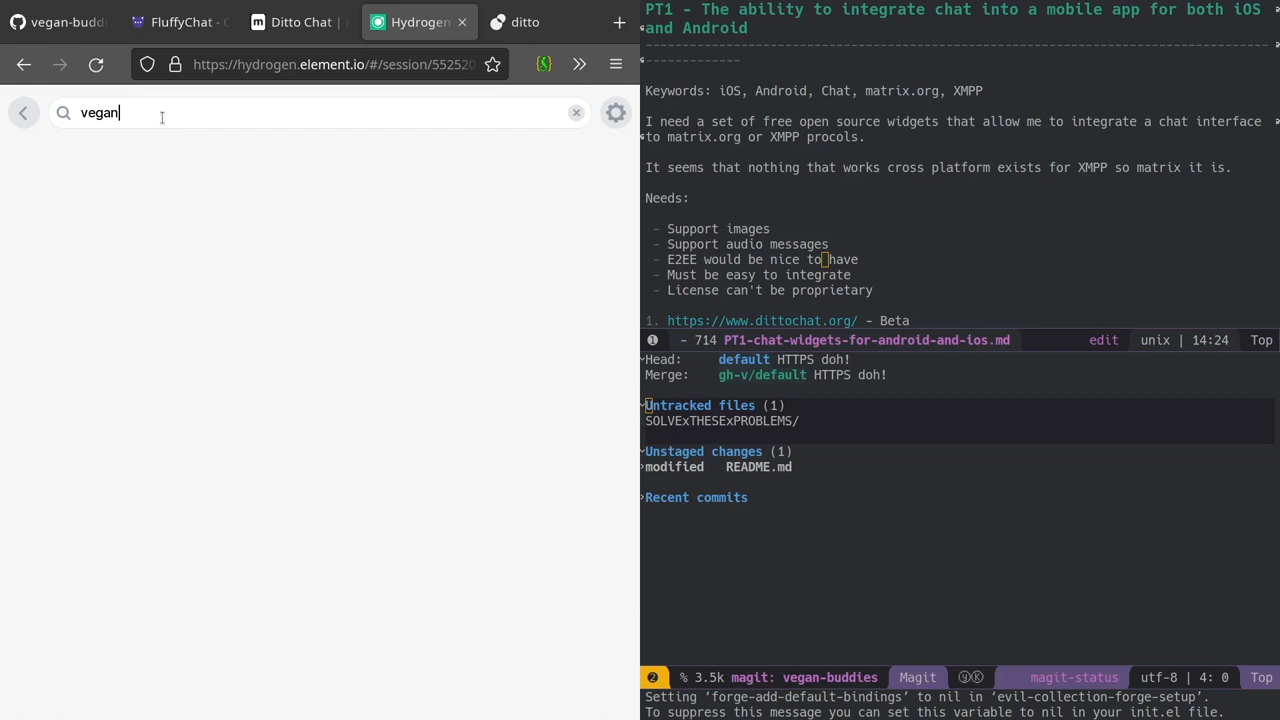 vegan-budd
FluffyChat - C
Ditto Chat |
Hydrogen
ditto
https://hydrogen.element.io/#/session/552520
vegan
PT1 - The ability to integrate chat into a mobile app for both iOS
and Android
Keywords: iOS, Android, Chat, matrix.org, XMPP
I need a set of free open source widgets that allow me to integrate a chat interface
to matrix.org or XMPP procols.
It seems that nothing that works cross platform exists for XMPP so matrix it is.
Needs:
- Support images
- Support audio messages
- E2EE would be nice to have
- Must be easy to integrate
- License can't be proprietary
1. https://www.dittochat.org/ - Beta
1 - 714 PT1-chat-widgets-for-android-and-ios.md edit unix | 14:24 Top
Head: default HTTPS doh!
Merge: gh-v/default HTTPS doh!
Untracked files (1)
SOLVExTHESExPROBLEMS/
Unstaged changes (1)
modified README.md
Recent commits
2 % 3.5k magit: vegan-buddies Magit ⓨⓀ magit-status utf-8 | 4: 0 Top
Setting ‘forge-add-default-bindings’ to nil in ‘evil-collection-forge-setup’.
To suppress this message you can set this variable to nil in your init.el file.